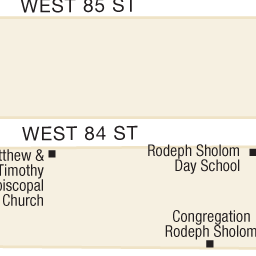 WEST 85 ST
WEST 84 ST
Rodeph Sholom
Day School
tthew &
Timothy
piscopal
Church
Congregation
Rodeph Sholom